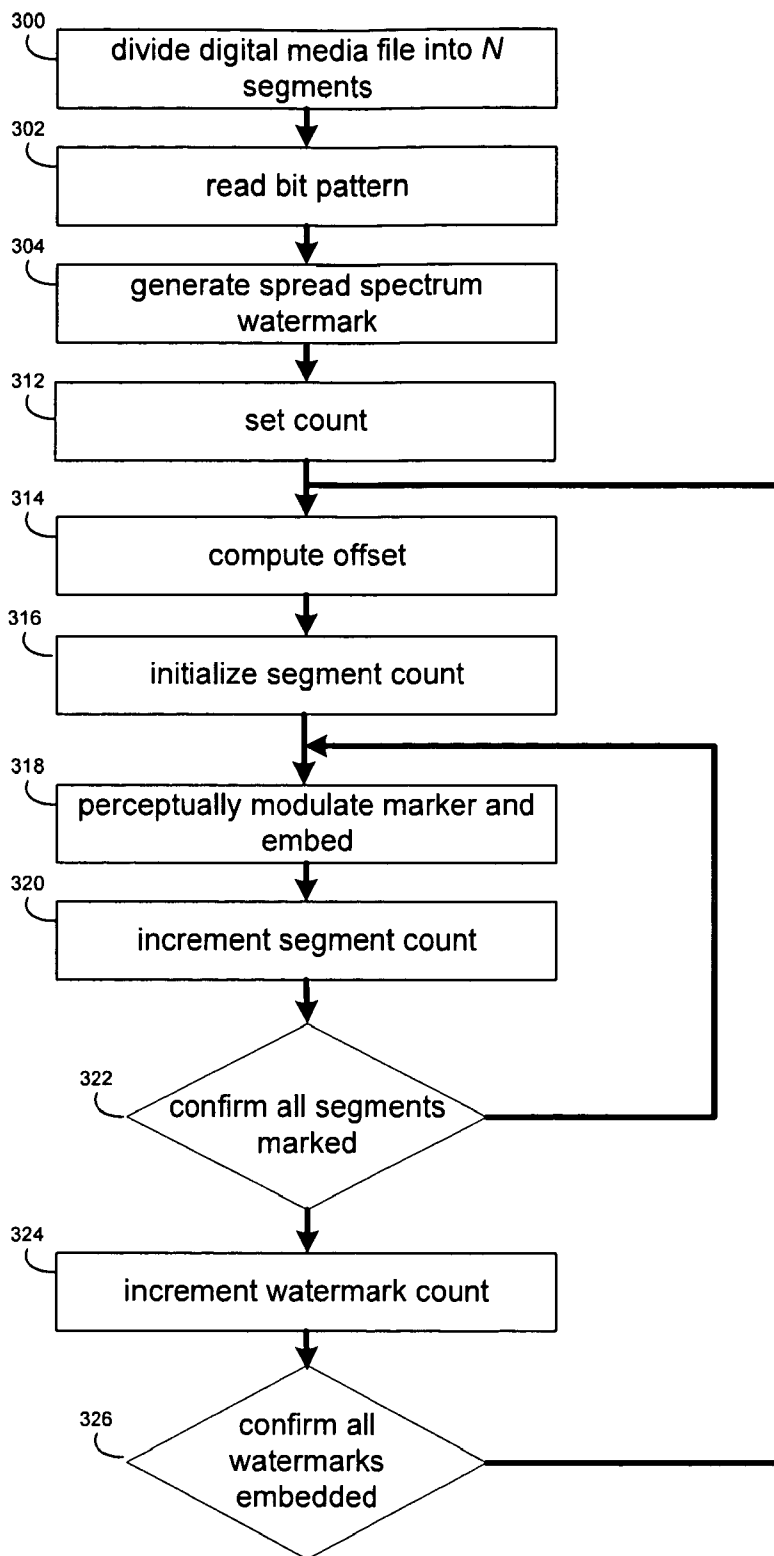 300
divide digital media file into N
segments
302
read bit pattern
304
generate spread spectrum
watermark
312
set count
314
compute offset
316
initialize segment count
318
perceptually modulate marker and
embed
320
increment segment count
322
confirm all segments
marked
324
increment watermark count
326
confirm all
watermarks
embedded